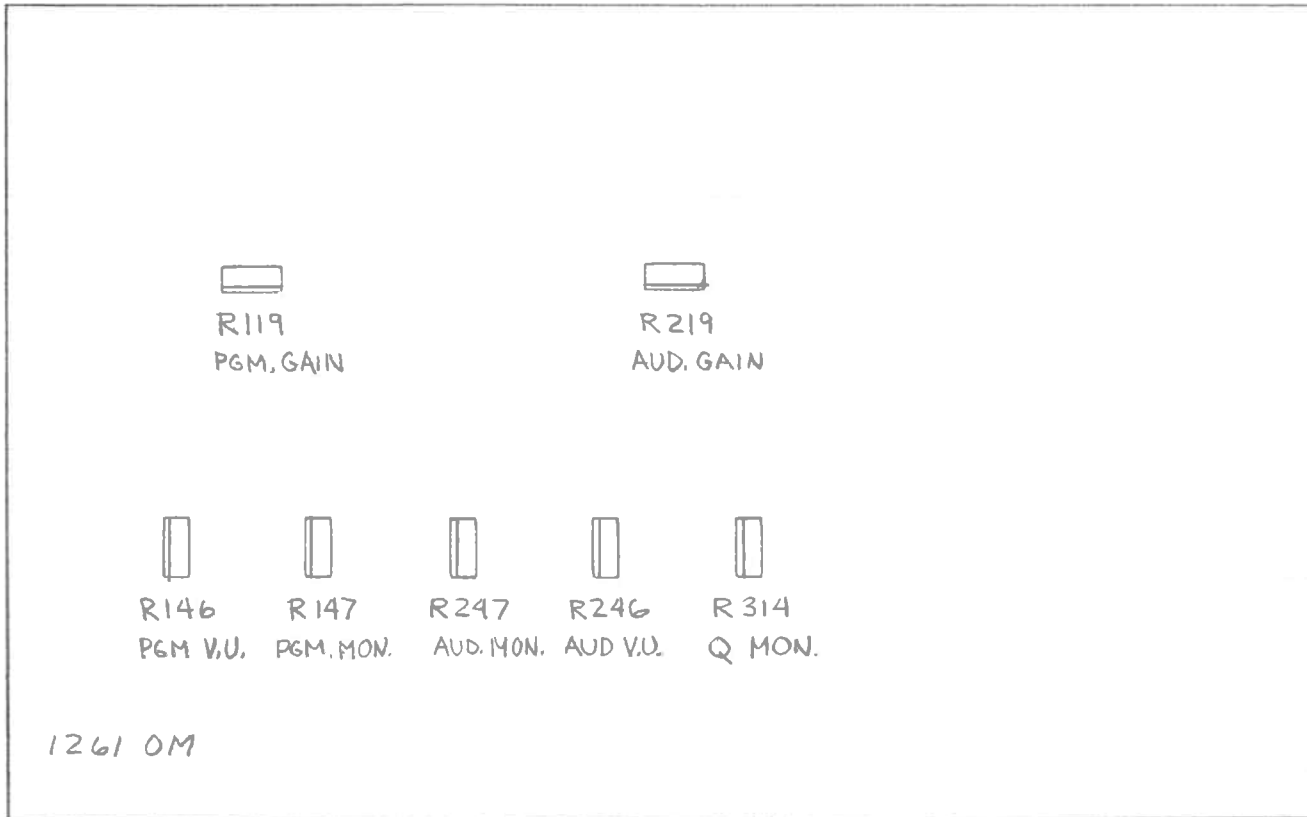 R119
R219
PGM. GAIN
AUD. GAIN
R146
R147
R247
R246
R314
PGM V.U.
PGM. MON.
AUD. MON.
AUD V.U.
Q MON.
1261 OM